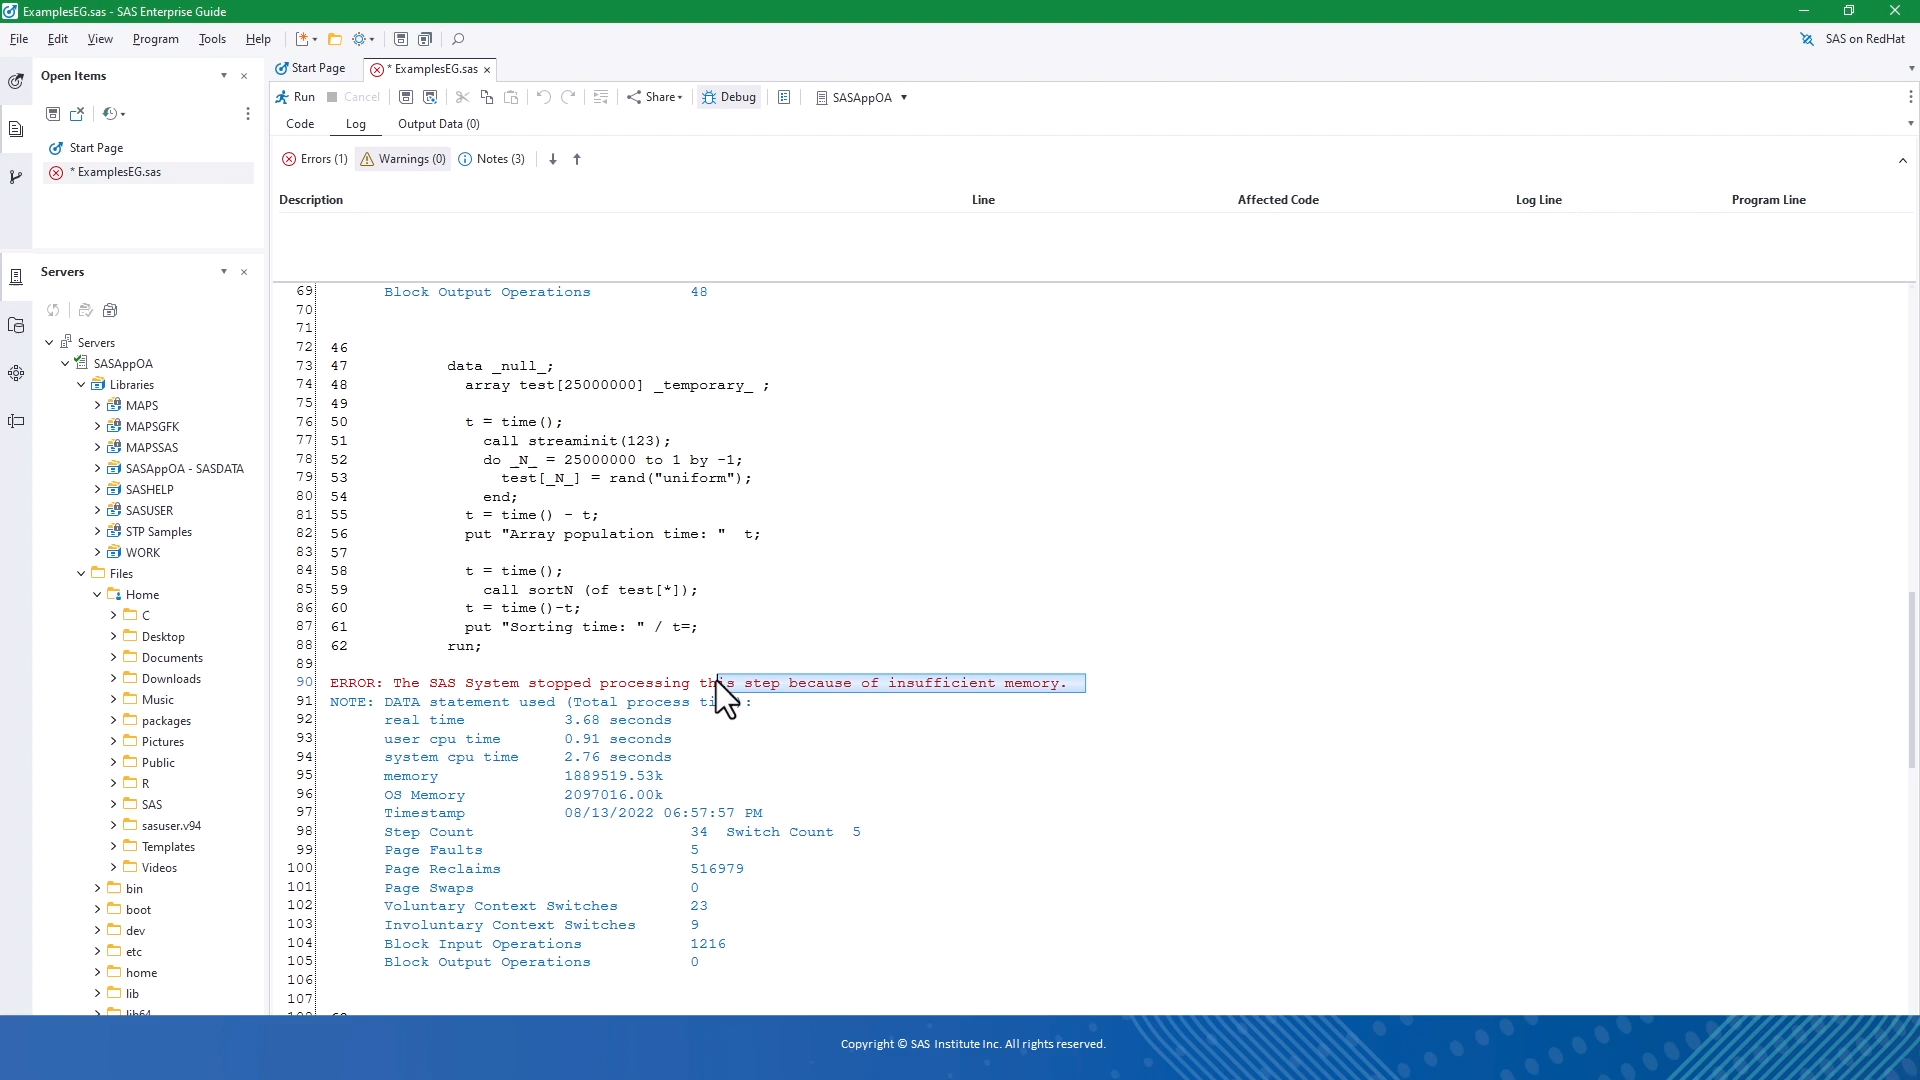 ExamplesEG.sas - SAS Enterprise Guide
File Edit View Program Tools Help
SAS on RedHat
Open Items
Start Page
* ExamplesEG.sas
Servers
Servers
SASAppOA
Libraries
MAPS
MAPSGFK
MAPSSAS
SASAppOA - SASDATA
SASHELP
SASUSER
STP Samples
WORK
Files
Home
C
Desktop
Documents
Downloads
Music
packages
Pictures
Public
R
SAS
sasuser.v94
Templates
Videos
bin
boot
dev
etc
home
lib
lib64
Start Page * ExamplesEG.sas
Run Cancel Share Debug SASAppOA
Code Log Output Data (0)
Errors (1) Warnings (0) Notes (3)
Description Line Affected Code Log Line Program Line
69 Block Output Operations 48
70
71
72 46
73 47 data _null_;
74 48 array test[25000000] _temporary_ ;
75 49
76 50 t = time();
77 51 call streaminit(123);
78 52 do _N_ = 25000000 to 1 by -1;
79 53 test[_N_] = rand("uniform");
80 54 end;
81 55 t = time() - t;
82 56 put "Array population time: " t;
83 57
84 58 t = time();
85 59 call sortN (of test[*]);
86 60 t = time()-t;
87 61 put "Sorting time: " / t=;
88 62 run;
89
90 ERROR: The SAS System stopped processing this step because of insufficient memory.
91 NOTE: DATA statement used (Total process ti :
92 real time 3.68 seconds
93 user cpu time 0.91 seconds
94 system cpu time 2.76 seconds
95 memory 1889519.53k
96 OS Memory 2097016.00k
97 Timestamp 08/13/2022 06:57:57 PM
98 Step Count 34 Switch Count 5
99 Page Faults 5
100 Page Reclaims 516979
101 Page Swaps 0
102 Voluntary Context Switches 23
103 Involuntary Context Switches 9
104 Block Input Operations 1216
105 Block Output Operations 0
106
107
Copyright © SAS Institute Inc. All rights reserved.